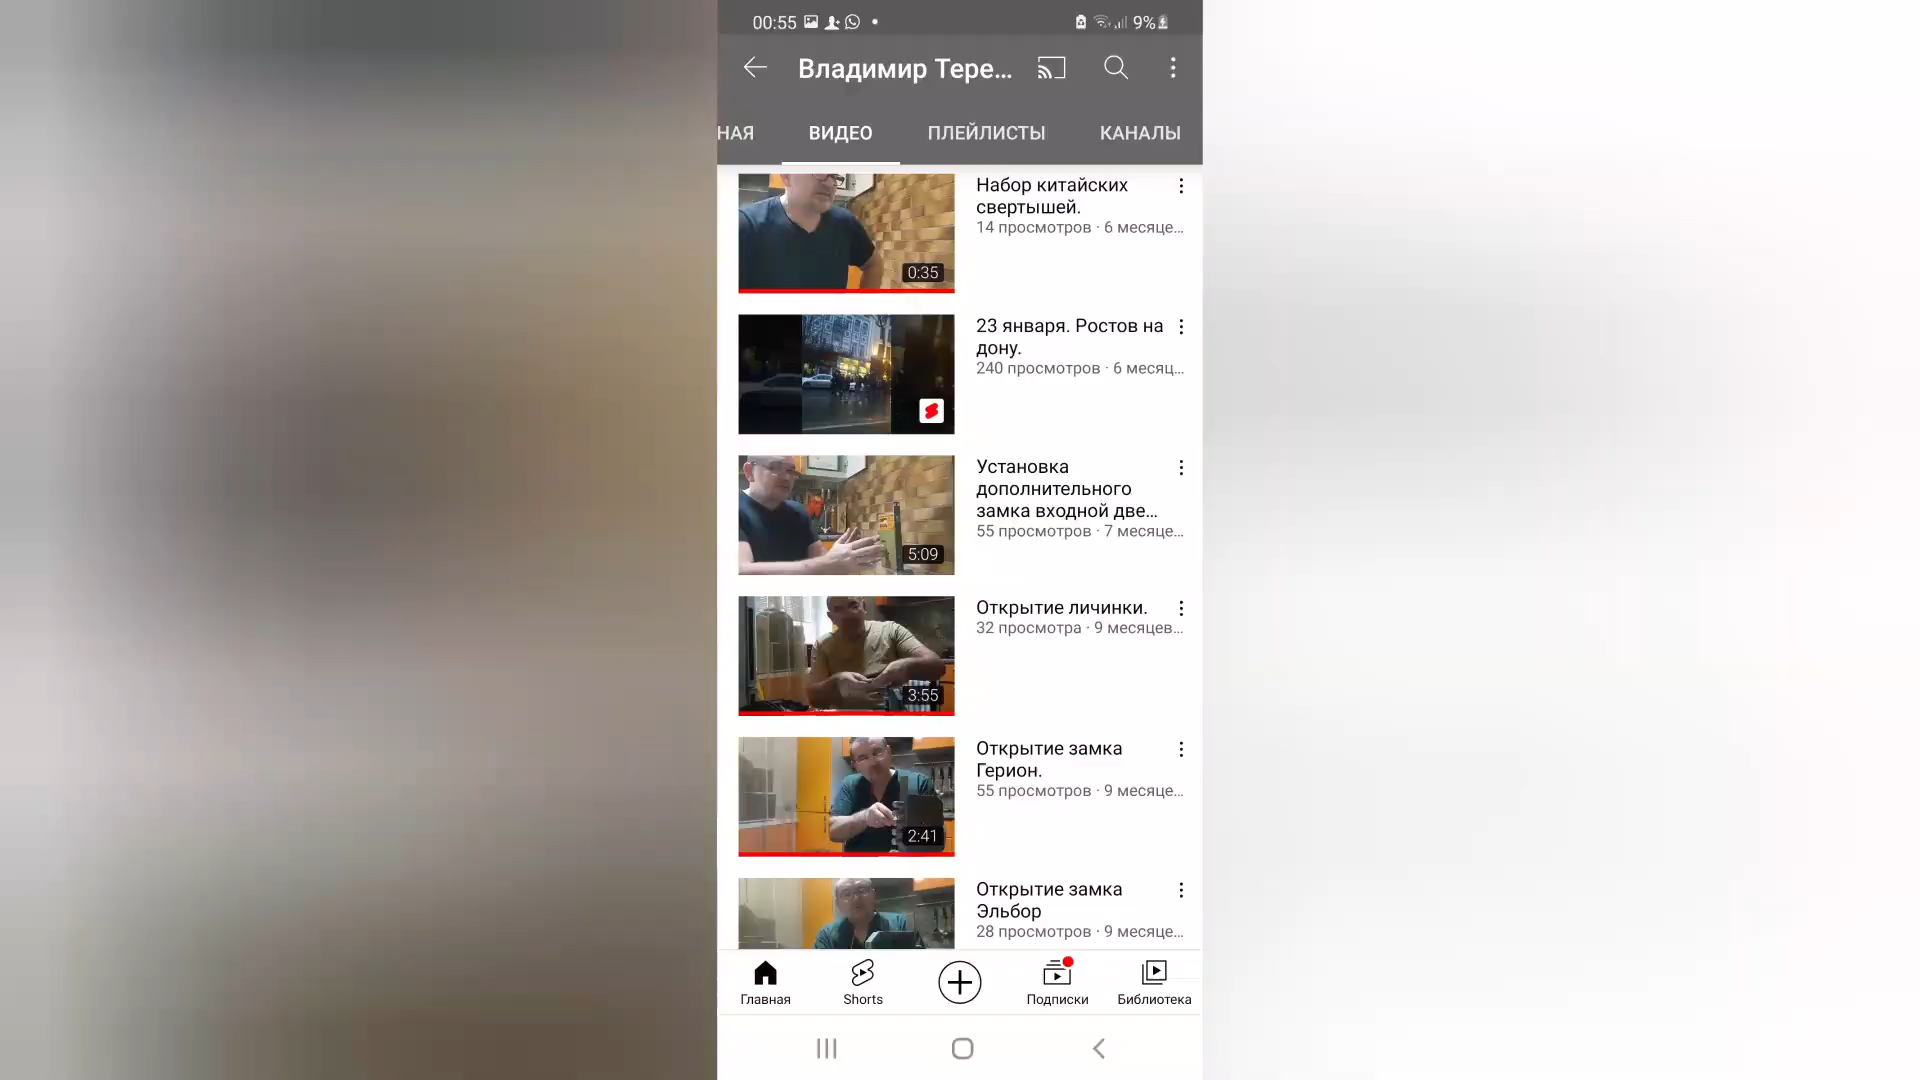 00:55
9%
Владимир Тере...
НАЯ
ВИДЕО
ПЛЕЙЛИСТЫ
КАНАЛЫ
Набор китайских
свертышей.
14 просмотров · 6 месяце...
0:35
23 января. Ростов на
дону.
240 просмотров · 6 месяц...
Установка
дополнительного
замка входной две...
55 просмотров · 7 месяце...
5:09
Открытие личинки.
32 просмотра · 9 месяцев...
3:55
Открытие замка
Герион.
55 просмотров · 9 месяце...
2:41
Открытие замка
Эльбор
28 просмотров · 9 месяце...
Главная
Shorts
Подписки
Библиотека